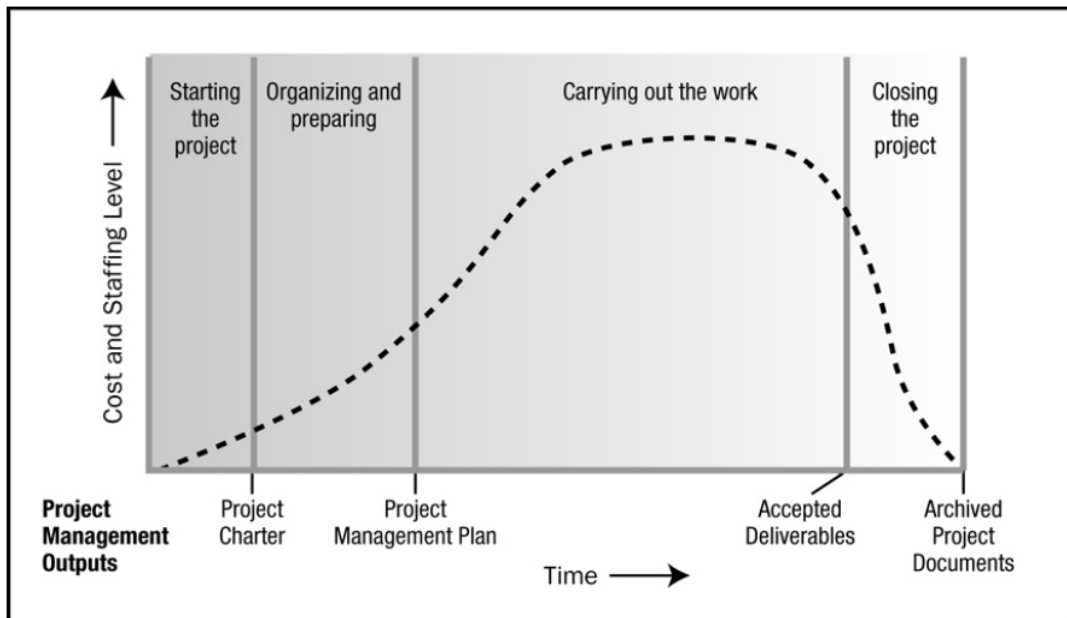 Starting
the
project
Organizing and
preparing
Carrying out the work
Closing
the
project
Cost and Staffing Level
Project
Management
Outputs
Project
Charter
Project
Management Plan
Accepted
Deliverables
Archived
Project
Documents
Time